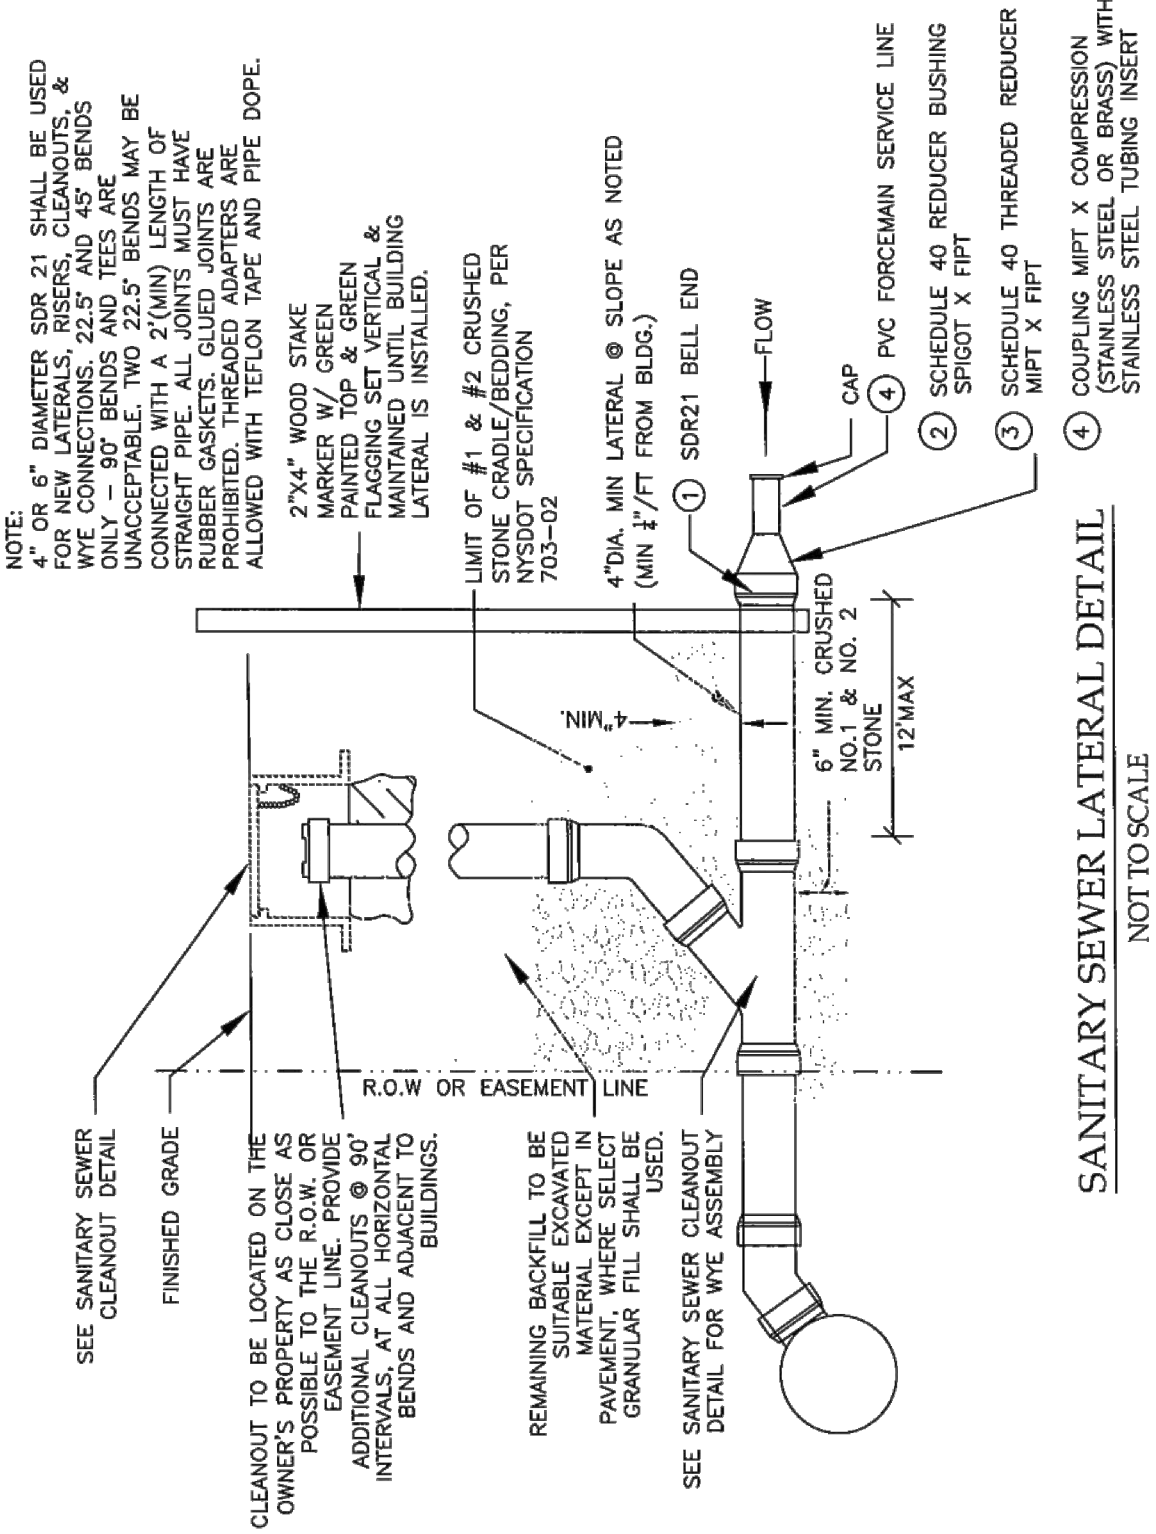 NOTE:
4" OR 6" DIAMETER SDR 21 SHALL BE USED
FOR NEW LATERALS, RISERS, CLEANOUTS, &
WYE CONNECTIONS. 22.5° AND 45° BENDS
ONLY – 90° BENDS AND TEES ARE
UNACCEPTABLE. TWO 22.5° BENDS MAY BE
CONNECTED WITH A 2'(MIN) LENGTH OF
STRAIGHT PIPE. ALL JOINTS MUST HAVE
RUBBER GASKETS. GLUED JOINTS ARE
PROHIBITED. THREADED ADAPTERS ARE
ALLOWED WITH TEFLON TAPE AND PIPE DOPE.
SEE SANITARY SEWER
CLEANOUT DETAIL
FINISHED GRADE
CLEANOUT TO BE LOCATED ON THE
OWNER'S PROPERTY AS CLOSE AS
POSSIBLE TO THE R.O.W. OR
EASEMENT LINE. PROVIDE
ADDITIONAL CLEANOUTS @ 90'
INTERVALS, AT ALL HORIZONTAL
BENDS AND ADJACENT TO
BUILDINGS.
R.O.W OR EASEMENT LINE
REMAINING BACKFILL TO BE
SUITABLE EXCAVATED
MATERIAL EXCEPT IN
PAVEMENT, WHERE SELECT
GRANULAR FILL SHALL BE
USED.
SEE SANITARY SEWER CLEANOUT
DETAIL FOR WYE ASSEMBLY
2"X4" WOOD STAKE
MARKER W/ GREEN
PAINTED TOP & GREEN
FLAGGING SET VERTICAL &
MAINTAINED UNTIL BUILDING
LATERAL IS INSTALLED.
LIMIT OF #1 & #2 CRUSHED
STONE CRADLE/BEDDING, PER
NYSDOT SPECIFICATION
703–02
4"MIN.
4"DIA. MIN LATERAL @ SLOPE AS NOTED
(MIN ¼"/FT FROM BLDG.)
1 SDR21 BELL END
FLOW
CAP
4 PVC FORCEMAIN SERVICE LINE
6" MIN. CRUSHED
NO.1 & NO. 2
STONE
12'MAX
2 SCHEDULE 40 REDUCER BUSHING
SPIGOT X FIPT
3 SCHEDULE 40 THREADED REDUCER
MIPT X FIPT
4 COUPLING MIPT X COMPRESSION
(STAINLESS STEEL OR BRASS) WITH
STAINLESS STEEL TUBING INSERT
SANITARY SEWER LATERAL DETAIL
NOT TO SCALE